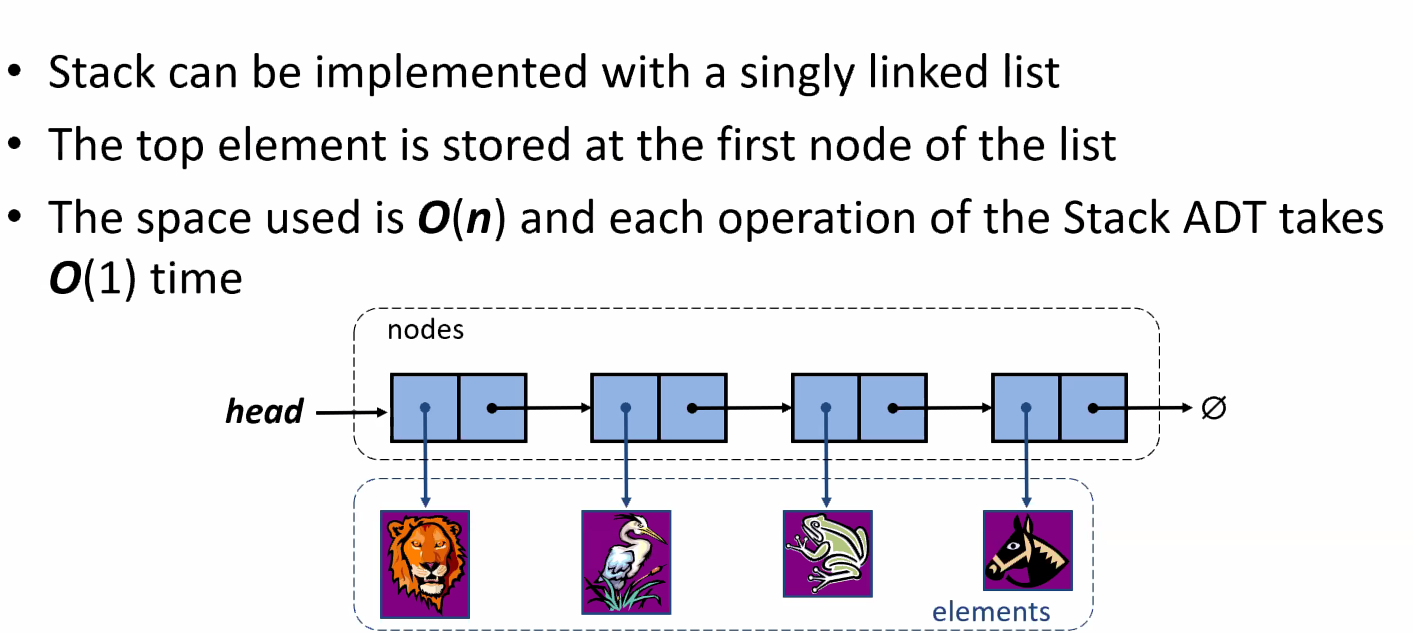 • Stack can be implemented with a singly linked list
• The top element is stored at the first node of the list
• The space used is O(n) and each operation of the Stack ADT takes
O(1) time
nodes
head
∅
elements